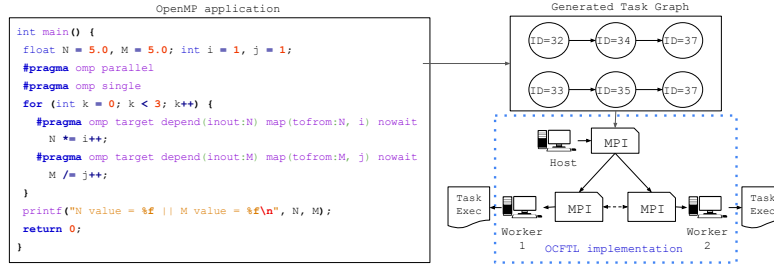 OpenMP application
int main() {
float N = 5.0, M = 5.0; int i = 1, j = 1;
#pragma omp parallel
#pragma omp single
for (int k = 0; k < 3; k++) {
#pragma omp target depend(inout:N) map(tofrom:N, i) nowait
N *= i++;
#pragma omp target depend(inout:M) map(tofrom:M, j) nowait
M /= j++;
}
printf("N value = %f || M value = %f\n", N, M);
return 0;
}
Generated Task Graph
ID=32 ID=34 ID=37
ID=33 ID=35 ID=37
Host
MPI
Task Exec
Worker 1
MPI
MPI
Worker 2
Task Exec
OCFTL implementation